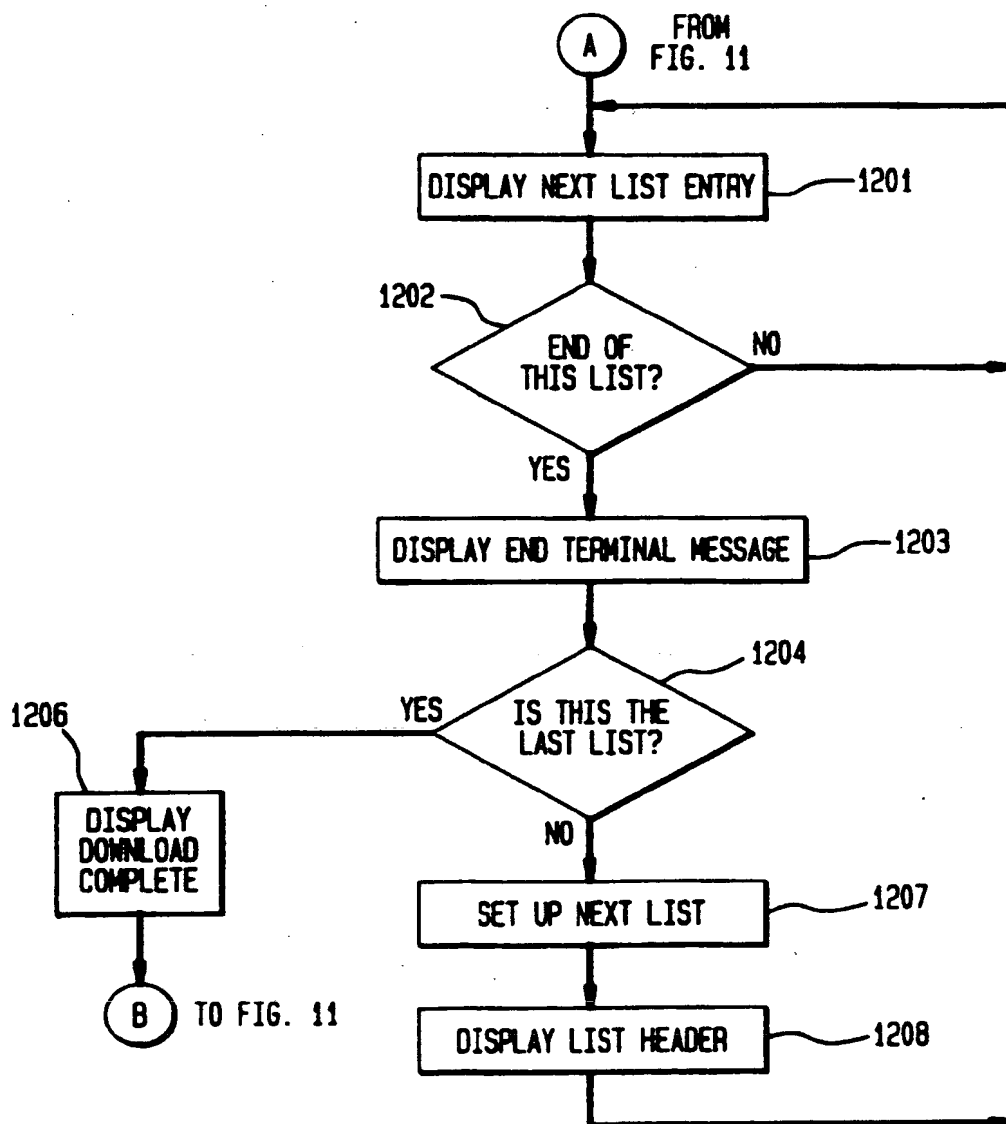 A
FROM
FIG. 11
DISPLAY NEXT LIST ENTRY
1201
1202
END OF
THIS LIST?
NO
YES
DISPLAY END TERMINAL MESSAGE
1203
1204
IS THIS THE
LAST LIST?
YES
1206
DISPLAY
DOWNLOAD
COMPLETE
NO
SET UP NEXT LIST
1207
B
TO FIG. 11
DISPLAY LIST HEADER
1208